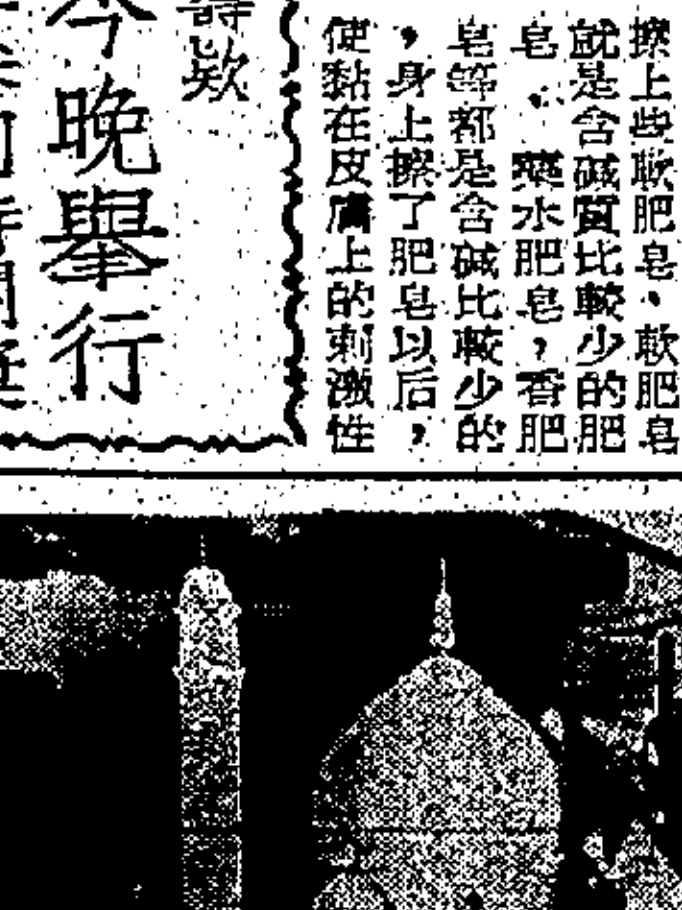 擦上些軟肥皂。軟肥皂
就是含碱質比較少的肥
皂。藥水肥皂，香肥
皂等都是含碱比較少的
，身上擦了肥皂以后，
使黏在皮膚上的刺激性
今晚舉行